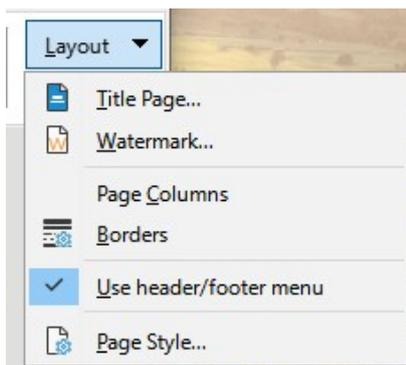 Layout
Title Page...
Watermark...
Page Columns
Borders
Use header/footer menu
Page Style...